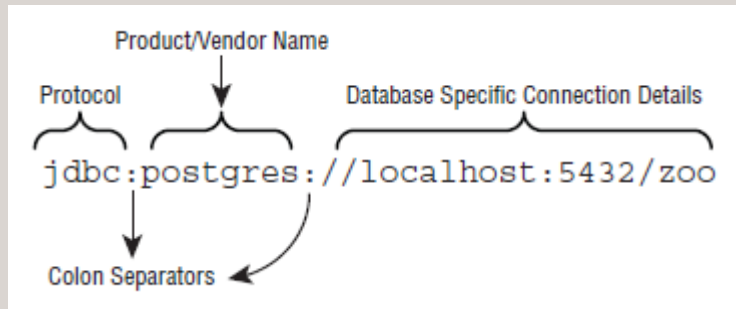 Product/Vendor Name
Protocol
Database Specific Connection Details
jdbc:postgres://localhost:5432/zoo
Colon Separators